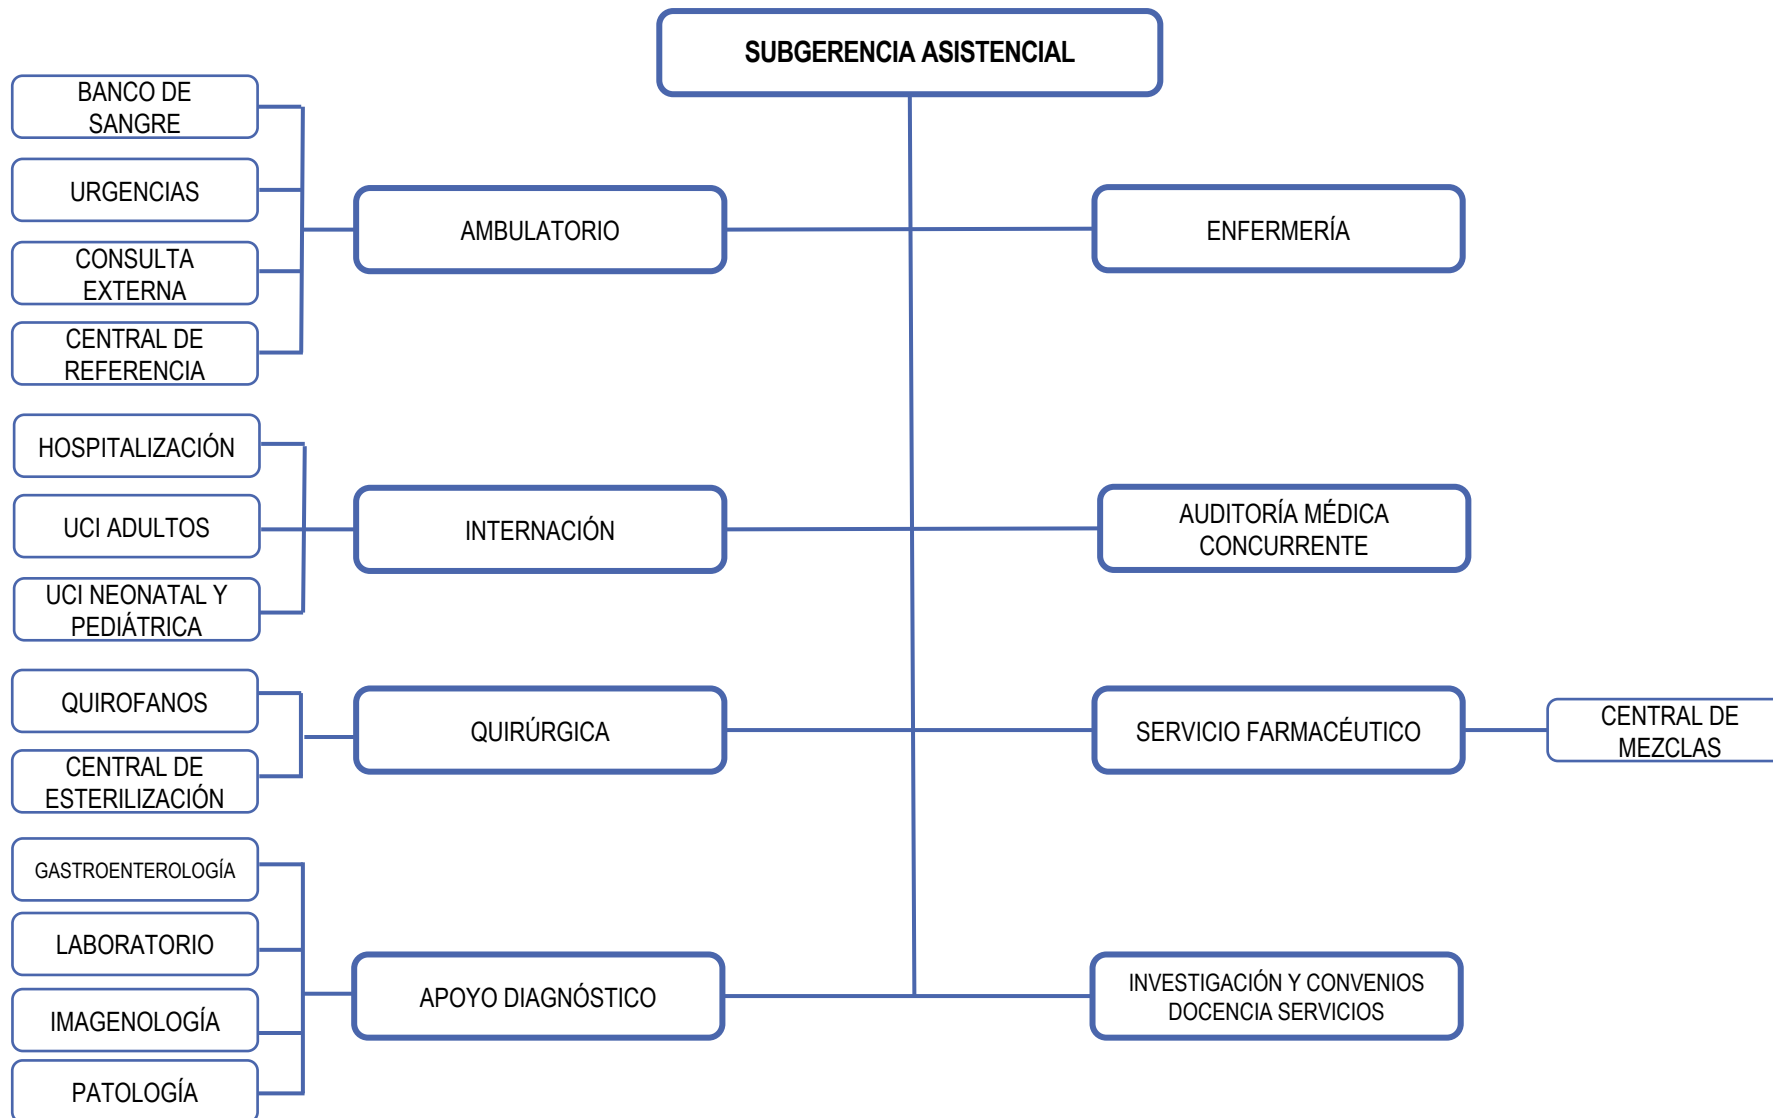 SUBGERENCIA ASISTENCIAL
BANCO DE
SANGRE
URGENCIAS
CONSULTA
EXTERNA
CENTRAL DE
REFERENCIA
AMBULATORIO
ENFERMERÍA
HOSPITALIZACIÓN
UCI ADULTOS
UCI NEONATAL Y
PEDIÁTRICA
INTERNACIÓN
AUDITORÍA MÉDICA
CONCURRENTE
QUIROFANOS
CENTRAL DE
ESTERILIZACIÓN
QUIRÚRGICA
SERVICIO FARMACÉUTICO
CENTRAL DE
MEZCLAS
GASTROENTEROLOGÍA
LABORATORIO
IMAGENOLOGÍA
PATOLOGÍA
APOYO DIAGNÓSTICO
INVESTIGACIÓN Y CONVENIOS
DOCENCIA SERVICIOS